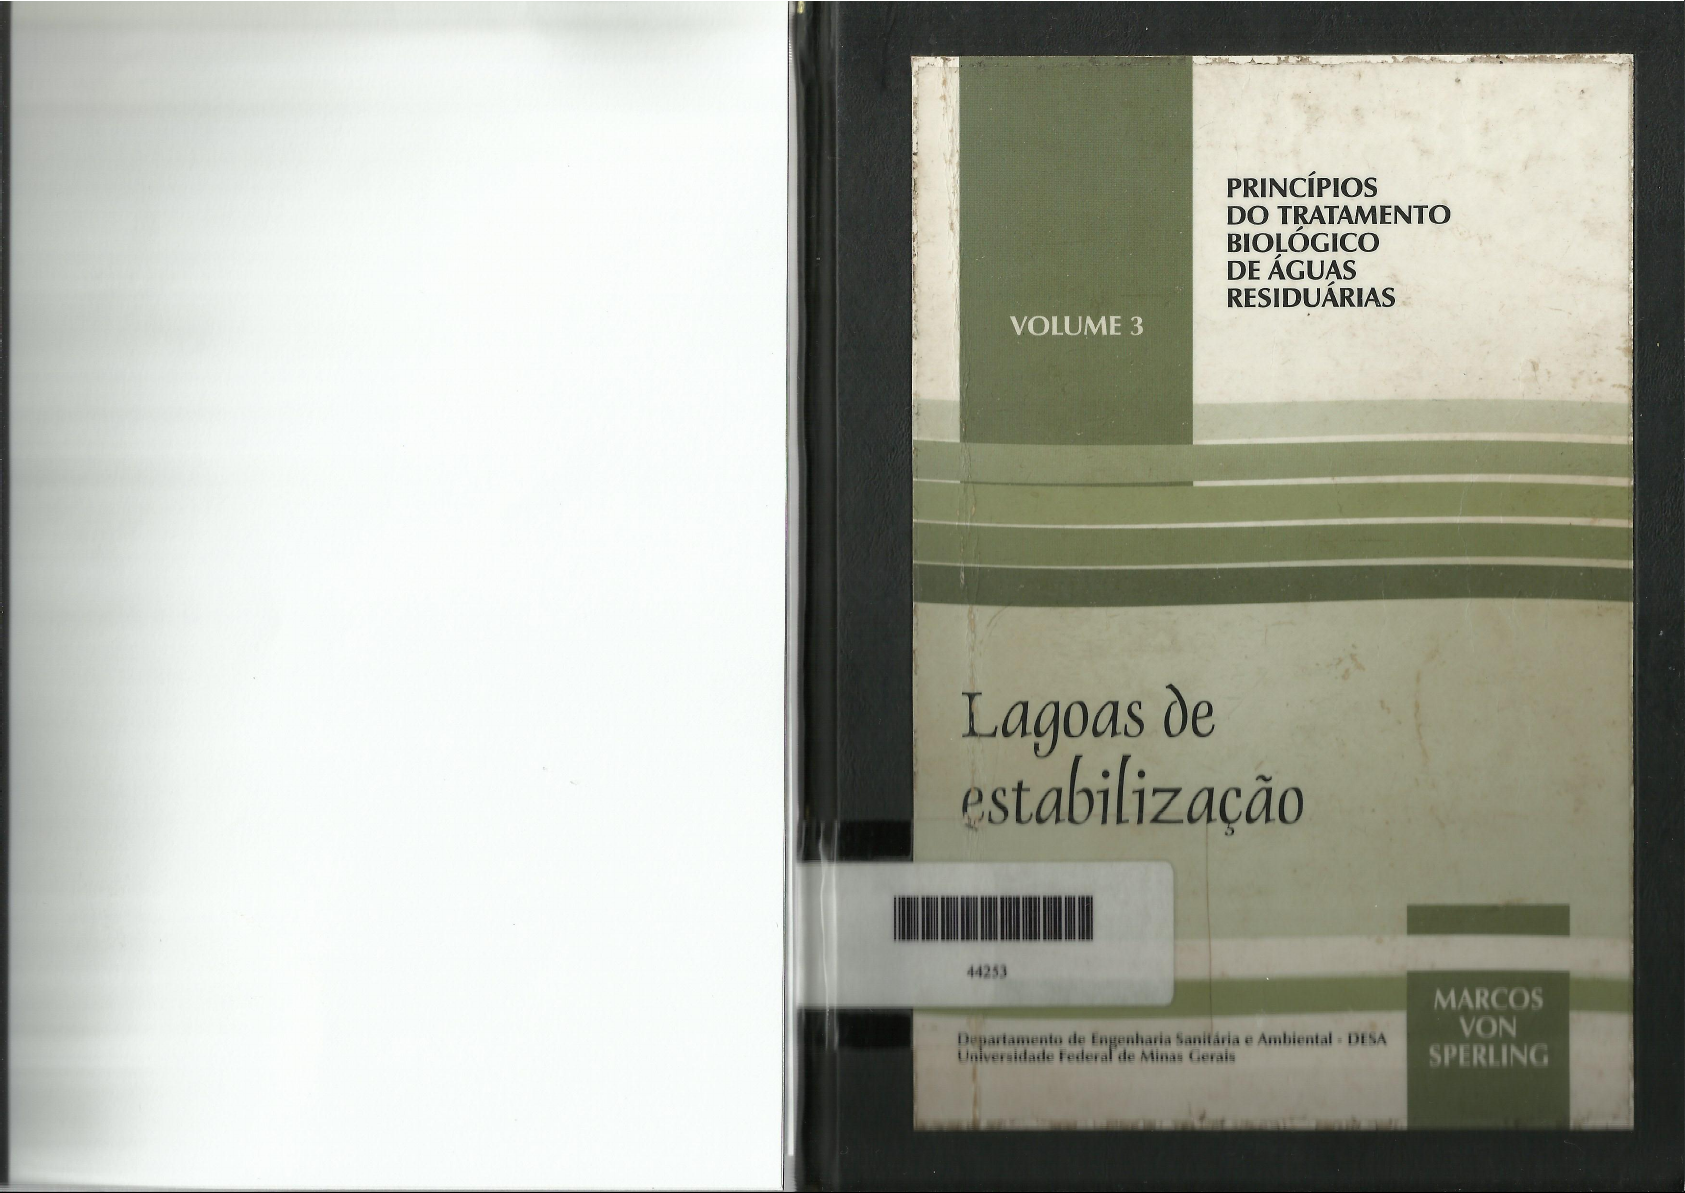 PRINCÍPIOS
DO TRATAMENTO
BIOLÓGICO
DE ÁGUAS
RESIDUÁRIAS
VOLUME 3
Lagoas de
estabilização
44253
MARCOS
VON
SPERLING
Departamento de Engenharia Sanitária e Ambiental - DESA
Universidade Federal de Minas Gerais